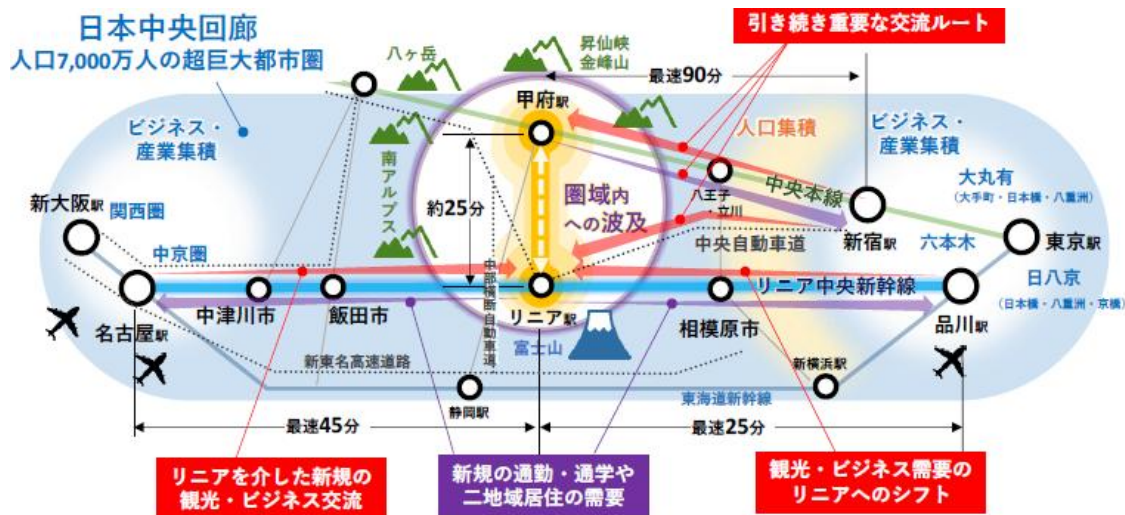 日本中央回廊
人口7,000万人の超巨大都市圏
引き続き重要な交流ルート
八ヶ岳
昇仙峡
金峰山
最速90分
甲府駅
ビジネス・
産業集積
人口集積
ビジネス・
産業集積
南アルプス
約25分
圏域内
への波及
八王子
・立川
中央本線
大丸有
(大手町・日本橋・八重洲)
新大阪駅
関西圏
新宿駅
六本木
東京駅
中央自動車道
中京圏
日八京
(日本橋・八重洲・京橋)
中部横断自動車道
リニア中央新幹線
名古屋駅
中津川市
飯田市
リニア駅
富士山
相模原市
品川駅
新東名高速道路
新横浜駅
静岡駅
東海道新幹線
最速45分
最速25分
リニアを介した新規の
観光・ビジネス交流
新規の通勤・通学や
二地域居住の需要
観光・ビジネス需要の
リニアへのシフト